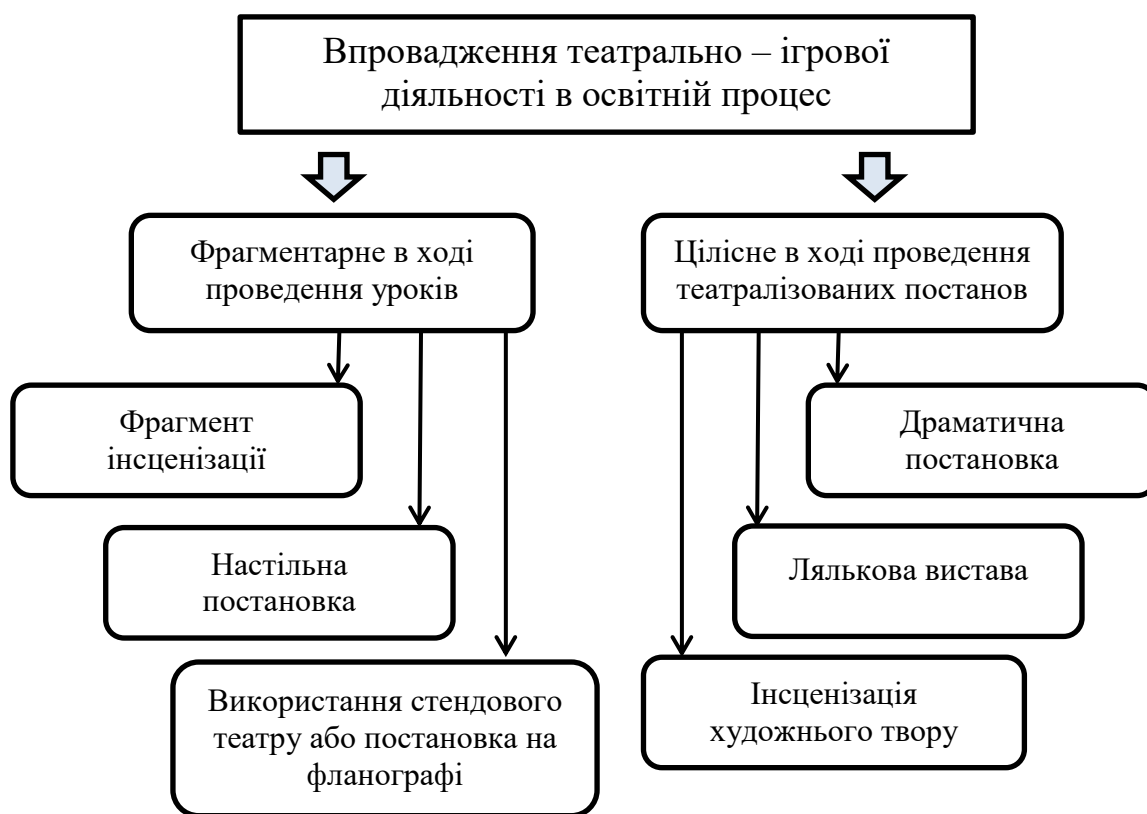 Впровадження театрально – ігрової
діяльності в освітній процес
Фрагментарне в ході
проведення уроків
Цілісне в ході проведення
театралізованих постанов
Фрагмент
інсценізації
Драматична
постановка
Настільна
постановка
Лялькова вистава
Використання стендового
театру або постановка на
фланографі
Інсценізація
художнього твору